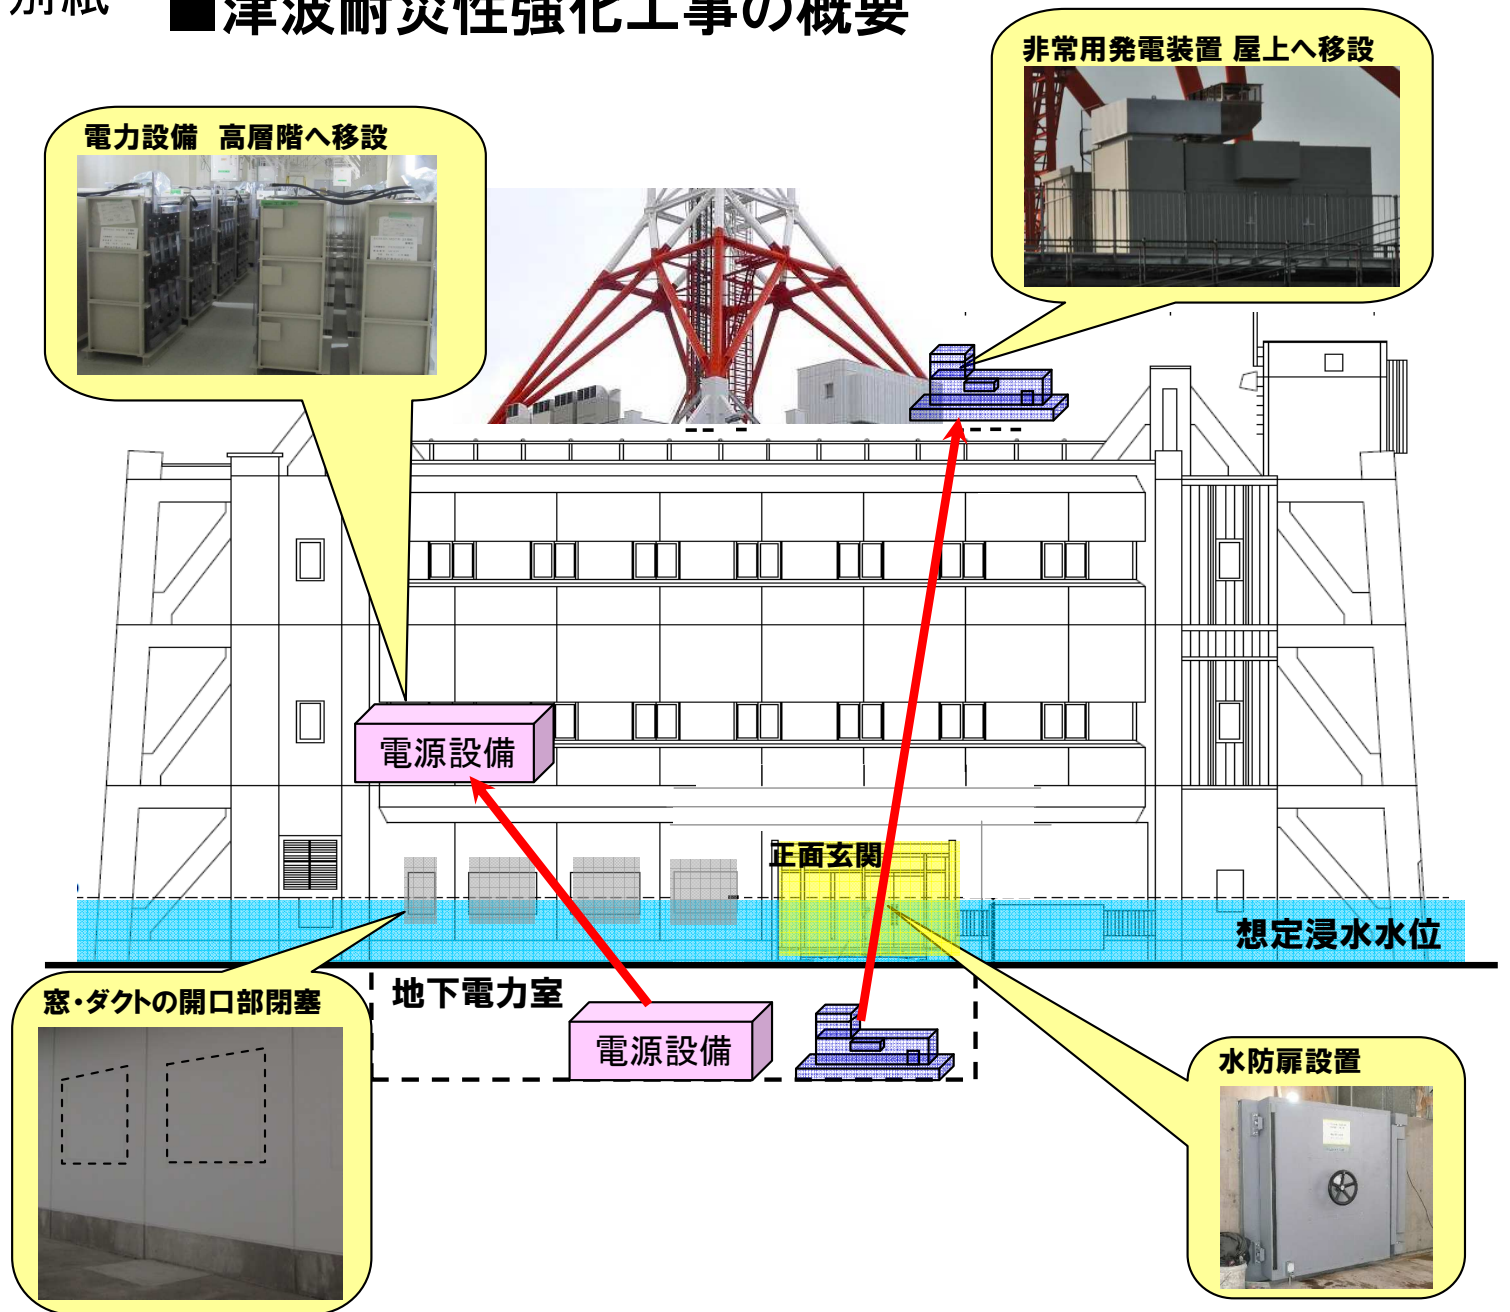 別紙
■津波耐災性強化工事の概要
非常用発電装置 屋上へ移設
電力設備 高層階へ移設
電源設備
正面玄関
想定浸水水位
地下電力室
窓・ダクトの開口部閉塞
電源設備
水防扉設置